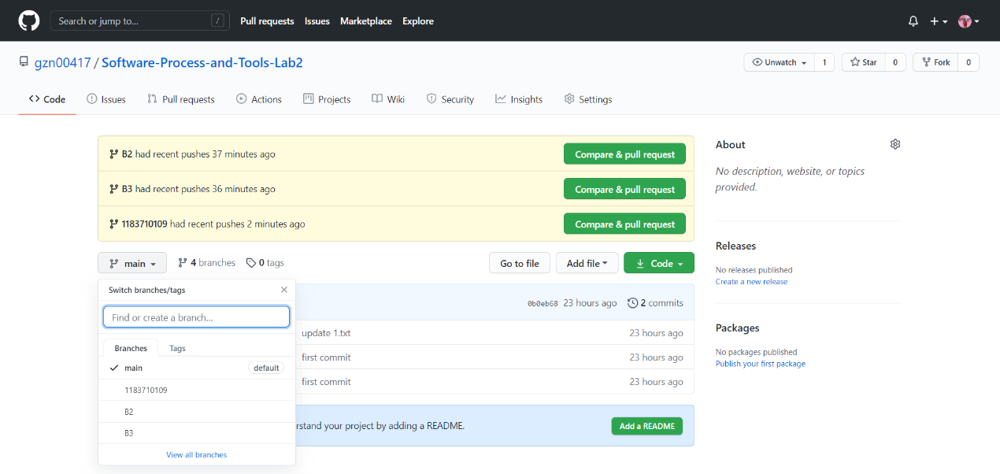 Search or jump to... / Pull requests Issues Marketplace Explore
gzn00417 / Software-Process-and-Tools-Lab2 Unwatch 1 Star 0 Fork 0
Code Issues Pull requests Actions Projects Wiki Security Insights Settings
B2 had recent pushes 37 minutes ago Compare & pull request
B3 had recent pushes 36 minutes ago Compare & pull request
1183710109 had recent pushes 2 minutes ago Compare & pull request
main 4 branches 0 tags Go to file Add file Code
Switch branches/tags
Find or create a branch...
Branches Tags
main default
1183710109
B2
B3
View all branches
0b0eb68 23 hours ago 2 commits
update 1.txt 23 hours ago
first commit 23 hours ago
first commit 23 hours ago
rstand your project by adding a README. Add a README
About
No description, website, or topics
provided.
Releases
No releases published
Create a new release
Packages
No packages published
Publish your first package